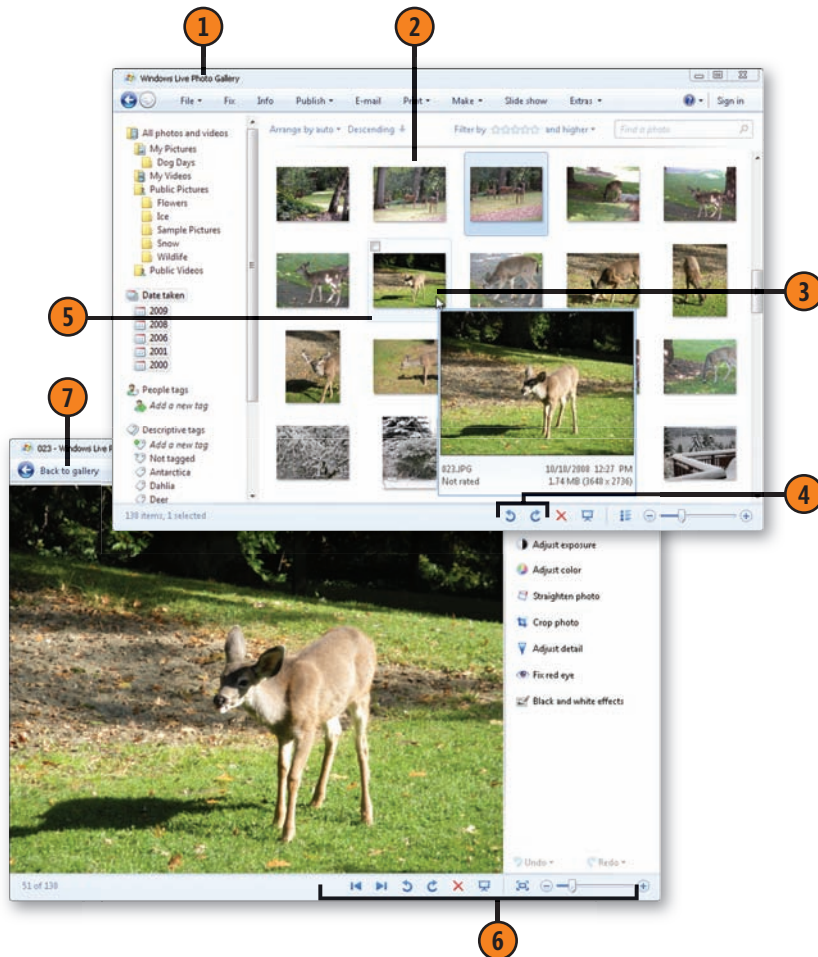 1
2
Windows Live Photo Gallery
File Fix Info Publish E-mail Print Make Slide show Extras Sign in
All photos and videos
My Pictures
Dog Days
My Videos
Public Pictures
Flowers
Ice
Sample Pictures
Snow
Wildlife
Public Videos
Date taken
2009
2008
2006
2001
2000
People tags
Add a new tag
Descriptive tags
Add a new tag
Not tagged
Antarctica
Dahlia
Deer
Arrange by auto Descending Filter by and higher Find a photo
3
5
023.JPG 10/18/2008 12:27 PM
Not rated 1.74 MB (3648 x 2736)
4
138 items, 1 selected
7
023 - Windows Live P
Back to gallery
Adjust exposure
Adjust color
Straighten photo
Crop photo
Adjust detail
Fix red eye
Black and white effects
Undo Redo
51 of 138
6